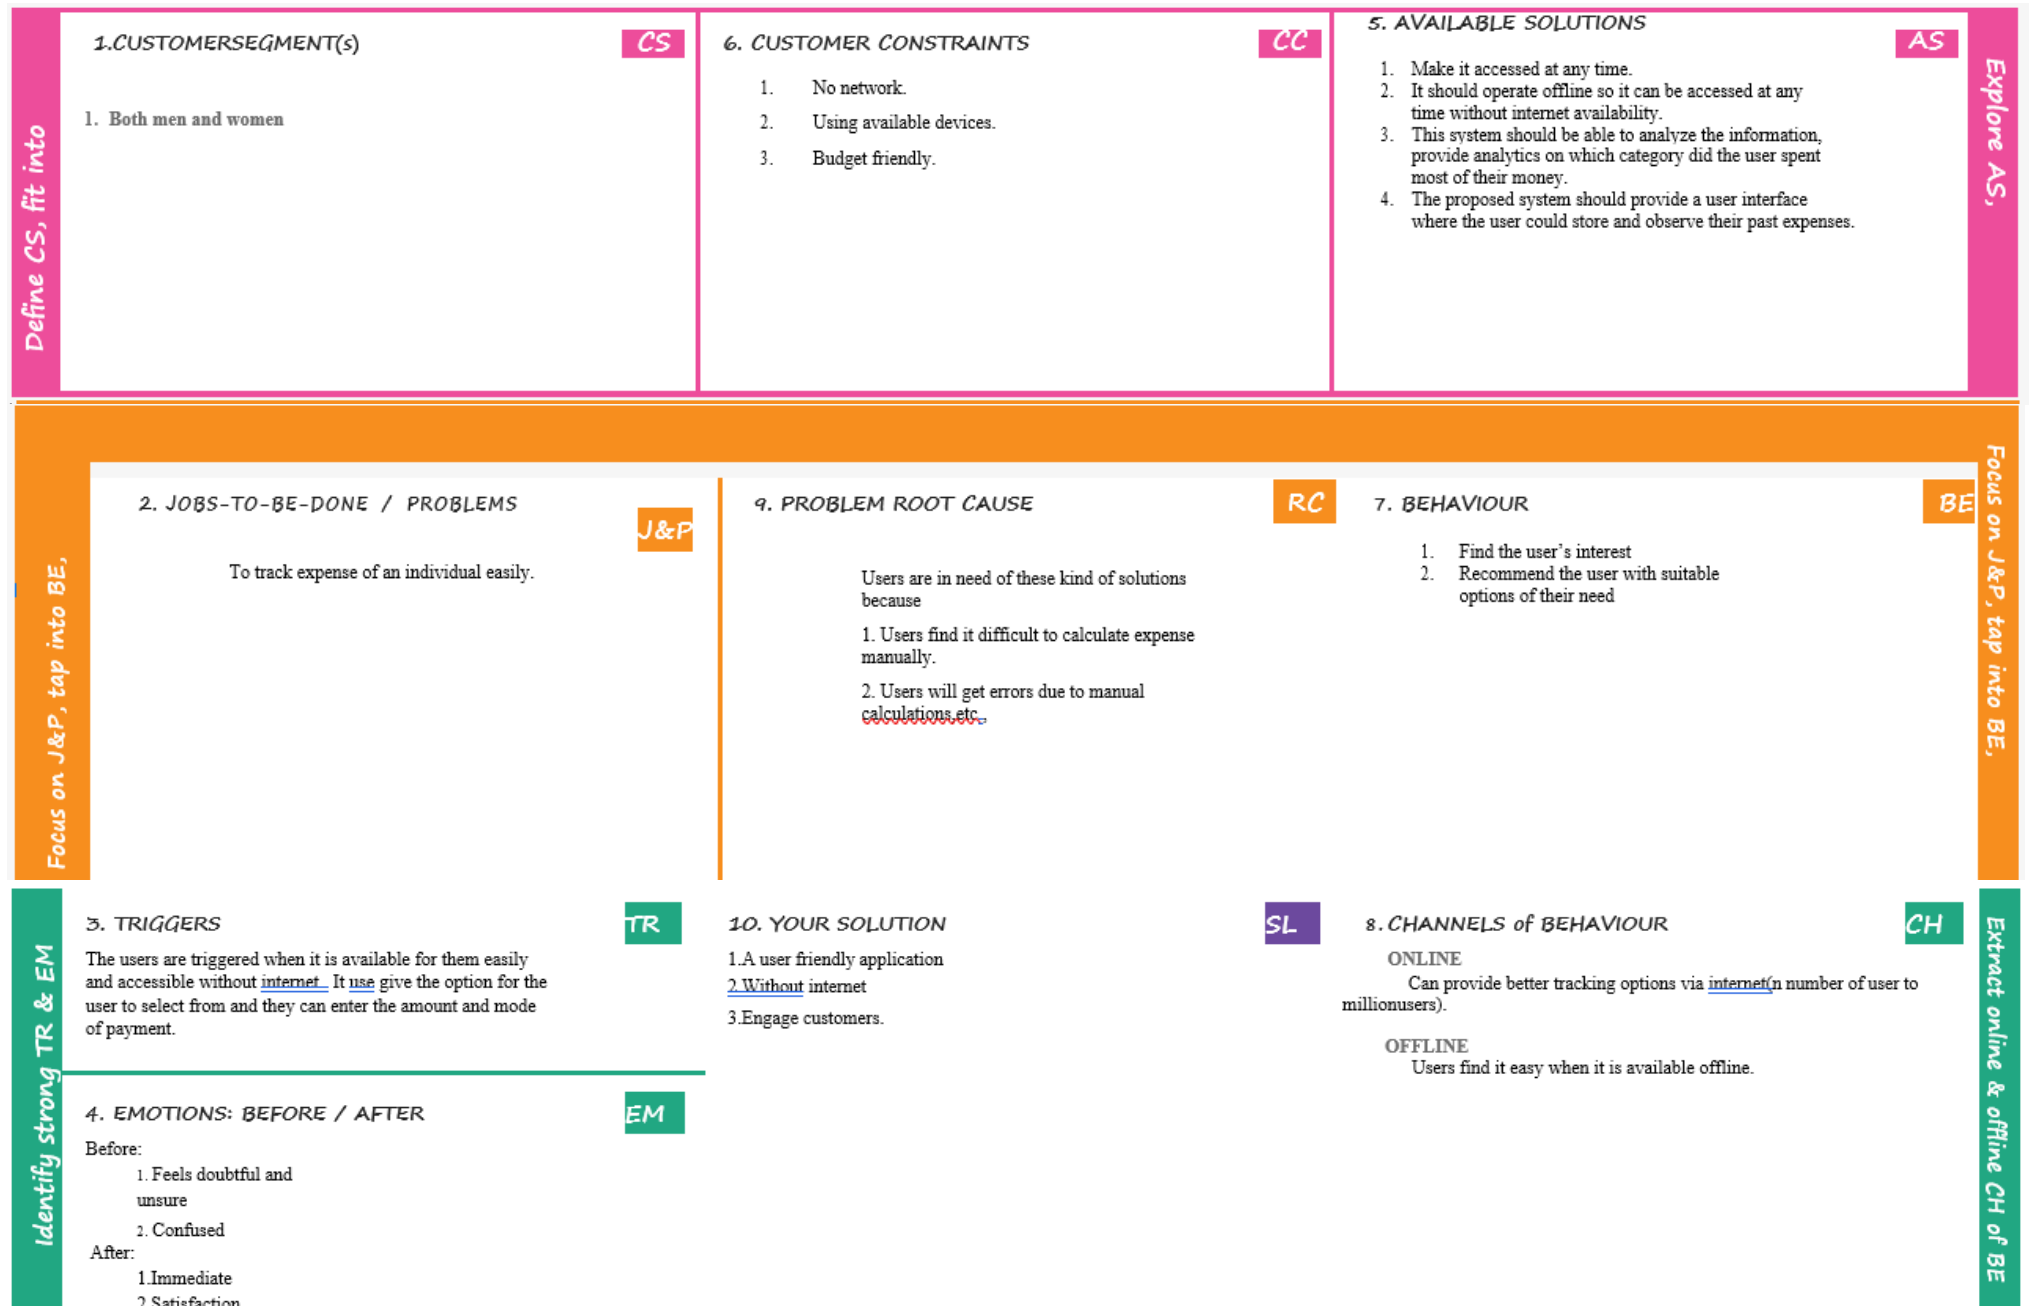 Define CS, fit into
1.CUSTOMERSEGMENT(s)
CS
1. Both men and women
6. CUSTOMER CONSTRAINTS
CC
1. No network.
2. Using available devices.
3. Budget friendly.
5. AVAILABLE SOLUTIONS
AS
1. Make it accessed at any time.
2. It should operate offline so it can be accessed at any
time without internet availability.
3. This system should be able to analyze the information,
provide analytics on which category did the user spent
most of their money.
4. The proposed system should provide a user interface
where the user could store and observe their past expenses.
Explore AS,
Focus on J&P, tap into BE,
2. JOBS-TO-BE-DONE / PROBLEMS
J&P
To track expense of an individual easily.
9. PROBLEM ROOT CAUSE
RC
Users are in need of these kind of solutions
because
1. Users find it difficult to calculate expense
manually.
2. Users will get errors due to manual
calculations,etc.,
7. BEHAVIOUR
BE
1. Find the user's interest
2. Recommend the user with suitable
options of their need
Focus on J&P, tap into BE,
Identify strong TR & EM
3. TRIGGERS
TR
The users are triggered when it is available for them easily
and accessible without internet. It use give the option for the
user to select from and they can enter the amount and mode
of payment.
4. EMOTIONS: BEFORE / AFTER
EM
Before:
1. Feels doubtful and
unsure
2. Confused
After:
1.Immediate
2.Satisfaction
10. YOUR SOLUTION
SL
1.A user friendly application
2.Without internet
3.Engage customers.
8.CHANNELS of BEHAVIOUR
CH
ONLINE
Can provide better tracking options via internet(n number of user to
millionusers).
OFFLINE
Users find it easy when it is available offline.
Extract online & offline CH of BE